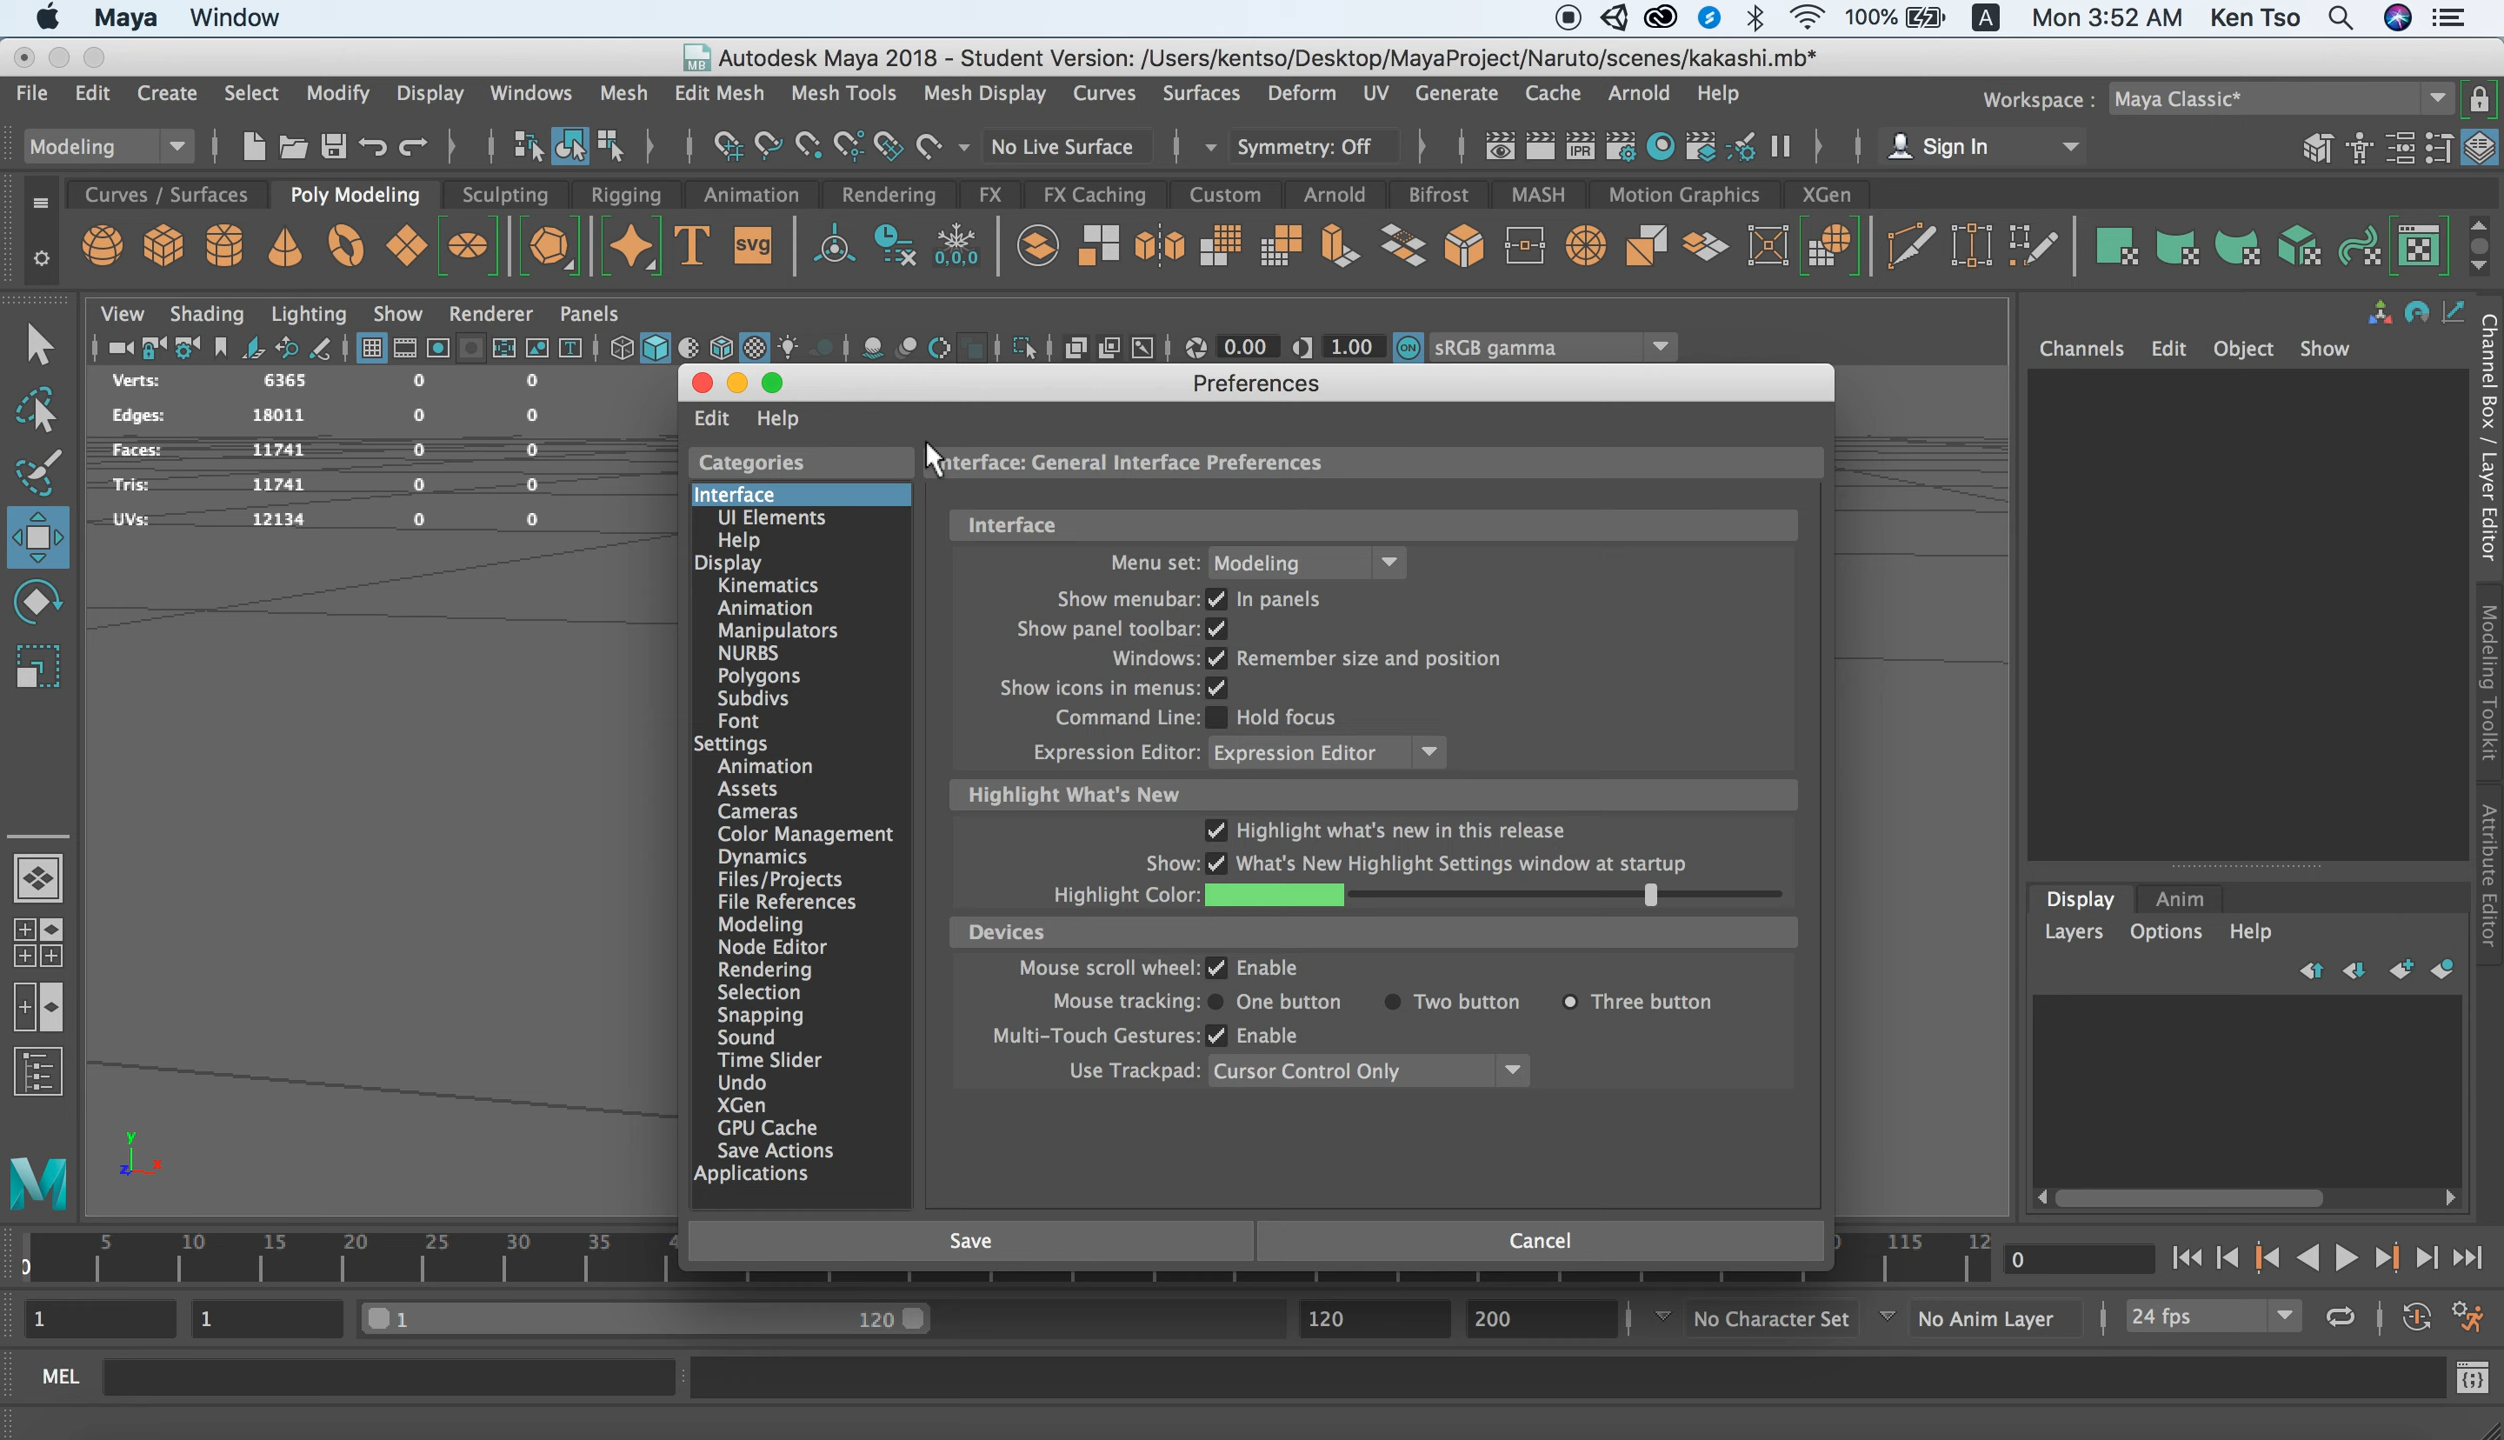 Maya Window 100% A Mon 3:52 AM Ken Tso
MB Autodesk Maya 2018 - Student Version: /Users/kentso/Desktop/MayaProject/Naruto/scenes/kakashi.mb*
File Edit Create Select Modify Display Windows Mesh Edit Mesh Mesh Tools Mesh Display Curves Surfaces Deform UV Generate Cache Arnold Help Workspace : Maya Classic*
Modeling No Live Surface Symmetry: Off IPR Sign In
Curves / Surfaces Poly Modeling Sculpting Rigging Animation Rendering FX FX Caching Custom Arnold Bifrost MASH Motion Graphics XGen
T svg 0,0,0
View Shading Lighting Show Renderer Panels
T 0.00 1.00 ON sRGB gamma
Channels Edit Object Show
Channel Box / Layer Editor
Modeling Toolkit
Attribute Editor
Verts: 6365 0 0
Edges: 18011 0 0
Faces: 11741 0 0
Tris: 11741 0 0
UVs: 12134 0 0
Preferences
Edit Help
Categories
Interface
UI Elements
Help
Display
Kinematics
Animation
Manipulators
NURBS
Polygons
Subdivs
Font
Settings
Animation
Assets
Cameras
Color Management
Dynamics
Files/Projects
File References
Modeling
Node Editor
Rendering
Selection
Snapping
Sound
Time Slider
Undo
XGen
GPU Cache
Save Actions
Applications
nterface: General Interface Preferences
Interface
Menu set: Modeling
Show menubar: In panels
Show panel toolbar:
Windows: Remember size and position
Show icons in menus:
Command Line: Hold focus
Expression Editor: Expression Editor
Highlight What's New
Highlight what's new in this release
Show: What's New Highlight Settings window at startup
Highlight Color:
Devices
Mouse scroll wheel: Enable
Mouse tracking: One button Two button Three button
Multi-Touch Gestures: Enable
Use Trackpad: Cursor Control Only
Save Cancel
Display Anim
Layers Options Help
y
z x
M
0 5 10 15 20 25 30 35 4 115 12 0
1 1 1 120 120 200 No Character Set No Anim Layer 24 fps
MEL {;}